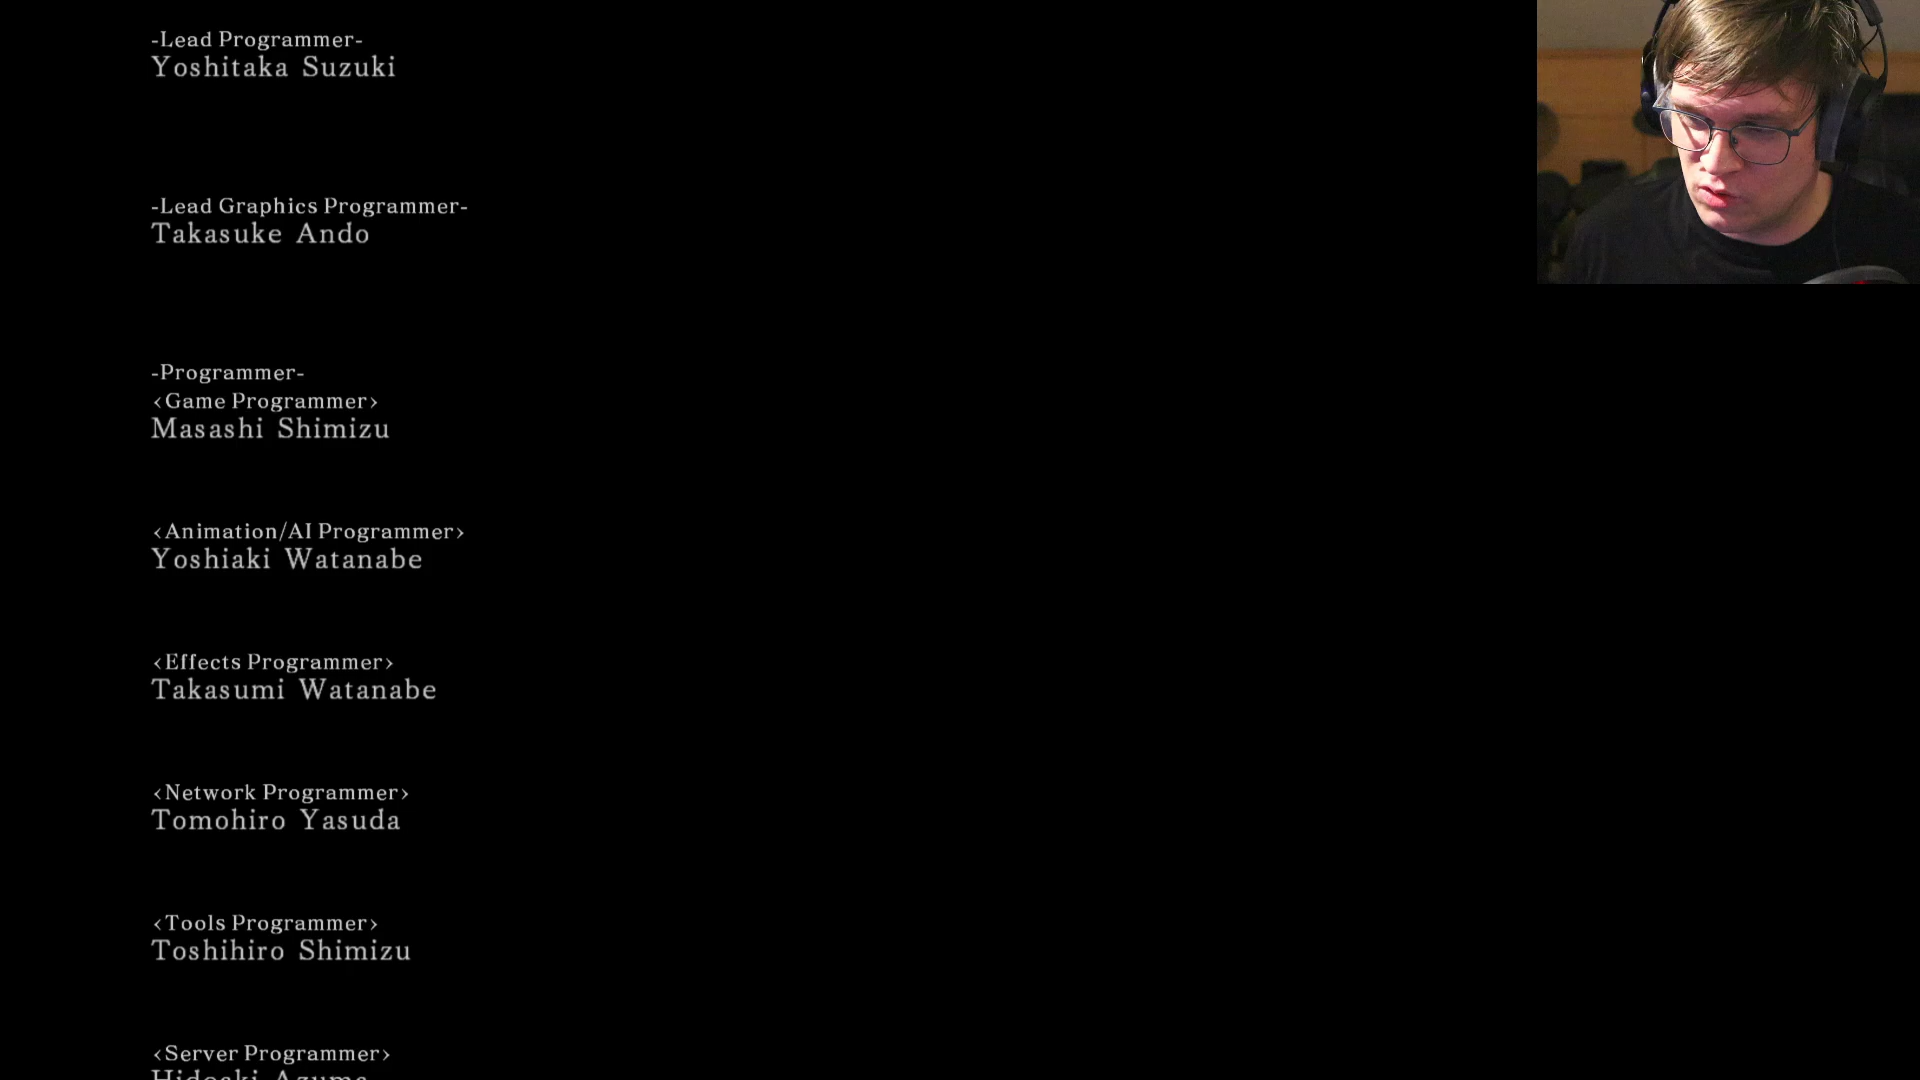 -Lead Programmer-
Yoshitaka Suzuki
-Lead Graphics Programmer-
Takasuke Ando
-Programmer-
<Game Programmer>
Masashi Shimizu
<Animation/AI Programmer>
Yoshiaki Watanabe
<Effects Programmer>
Takasumi Watanabe
<Network Programmer>
Tomohiro Yasuda
<Tools Programmer>
Toshihiro Shimizu
<Server Programmer>